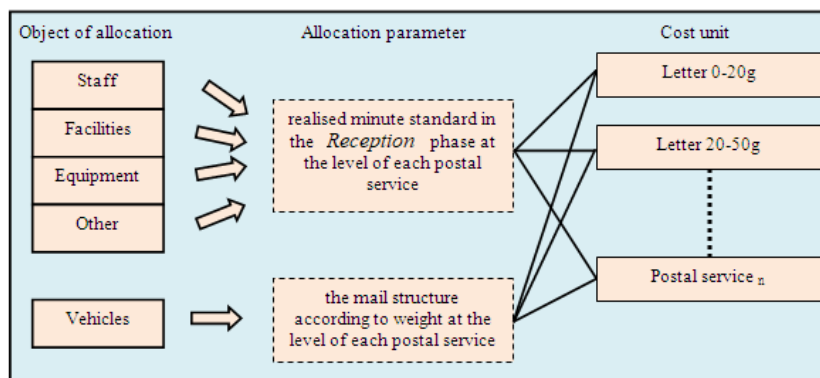 Object of allocation
Allocation parameter
Cost unit
Staff
Facilities
Equipment
Other
Vehicles
realised minute standard in
the Reception phase at
the level of each postal
service
the mail structure
according to weight at the
level of each postal service
Letter 0-20g
Letter 20-50g
Postal service n